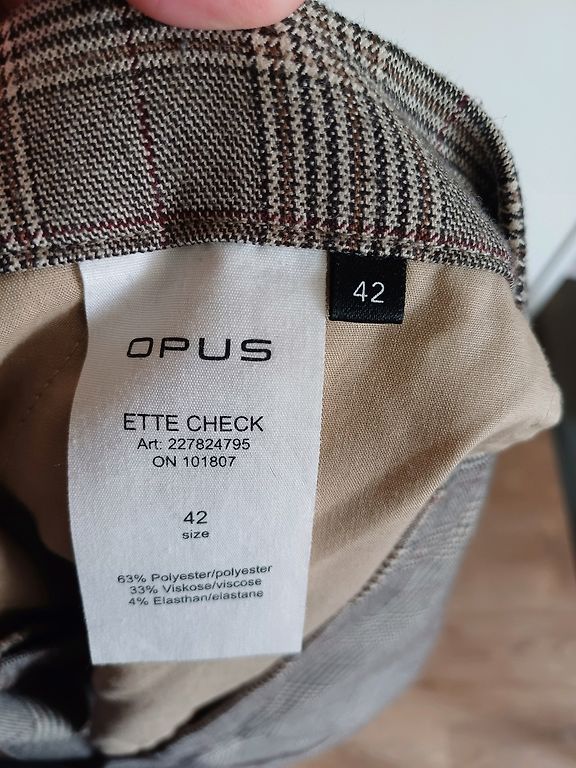 42
OPUS
ETTE CHECK
Art: 227824795
ON 101807
42
size
63% Polyester/polyester
33% Viskose/viscose
4% Elasthan/elastane